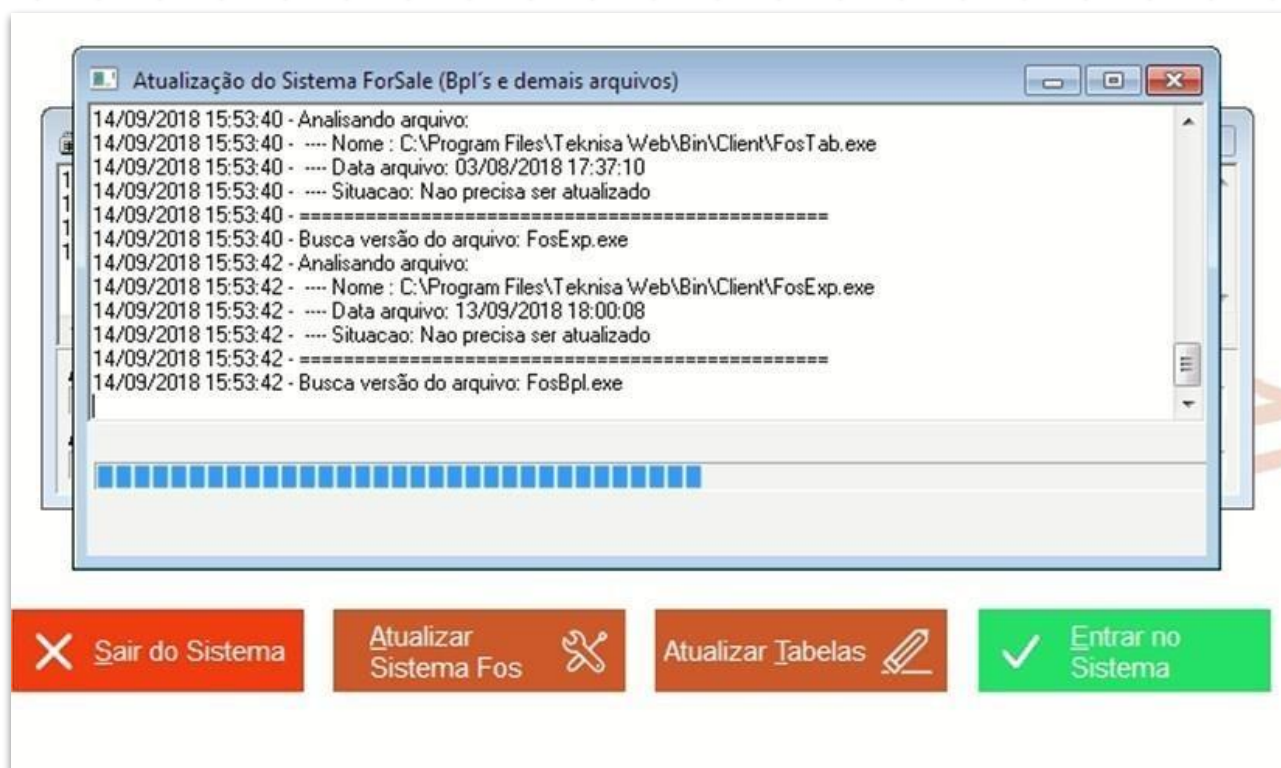 Atualização do Sistema ForSale (Bpl´s e demais arquivos)
14/09/2018 15:53:40 - Analisando arquivo:
14/09/2018 15:53:40 -  ---- Nome : C:\Program Files\Teknisa Web\Bin\Client\FosTab.exe
14/09/2018 15:53:40 -  ---- Data arquivo: 03/08/2018 17:37:10
14/09/2018 15:53:40 -  ---- Situacao: Nao precisa ser atualizado
14/09/2018 15:53:40 - ================================================
14/09/2018 15:53:40 - Busca versão do arquivo: FosExp.exe
14/09/2018 15:53:42 - Analisando arquivo:
14/09/2018 15:53:42 -  ---- Nome : C:\Program Files\Teknisa Web\Bin\Client\FosExp.exe
14/09/2018 15:53:42 -  ---- Data arquivo: 13/09/2018 18:00:08
14/09/2018 15:53:42 -  ---- Situacao: Nao precisa ser atualizado
14/09/2018 15:53:42 - ================================================
14/09/2018 15:53:42 - Busca versão do arquivo: FosBpl.exe
Sair do Sistema
Atualizar
Sistema Fos
Atualizar Tabelas
Entrar no
Sistema